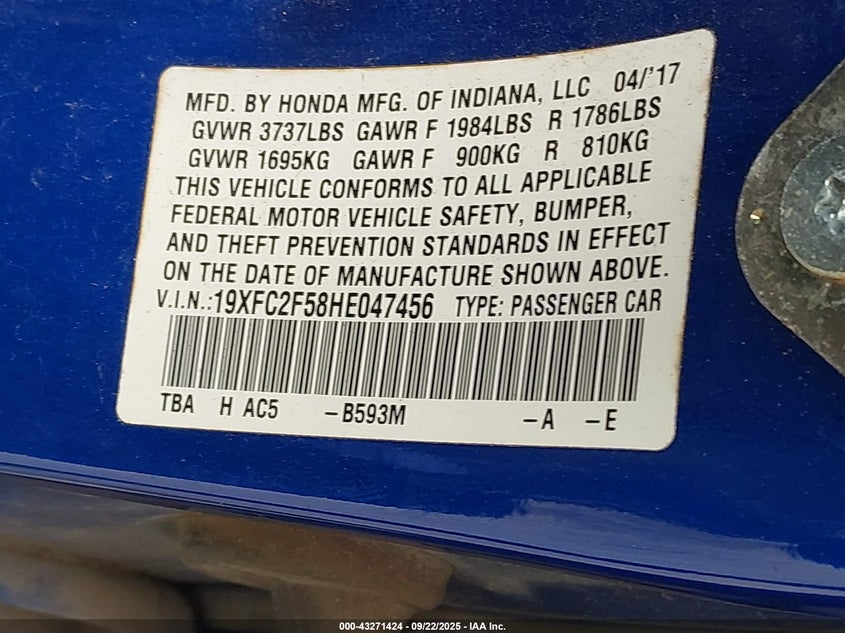 MFD. BY HONDA MFG. OF INDIANA, LLC 04/'17
GVWR 3737LBS GAWR F 1984LBS R 1786LBS
GVWR 1695KG GAWR F 900KG R 810KG
THIS VEHICLE CONFORMS TO ALL APPLICABLE
FEDERAL MOTOR VEHICLE SAFETY, BUMPER,
AND THEFT PREVENTION STANDARDS IN EFFECT
ON THE DATE OF MANUFACTURE SHOWN ABOVE.
V.I.N.:19XFC2F58HE047456 TYPE: PASSENGER CAR
TBA H AC5 –B593M –A –E
000-43271424 - 09/22/2025 - IAA Inc.